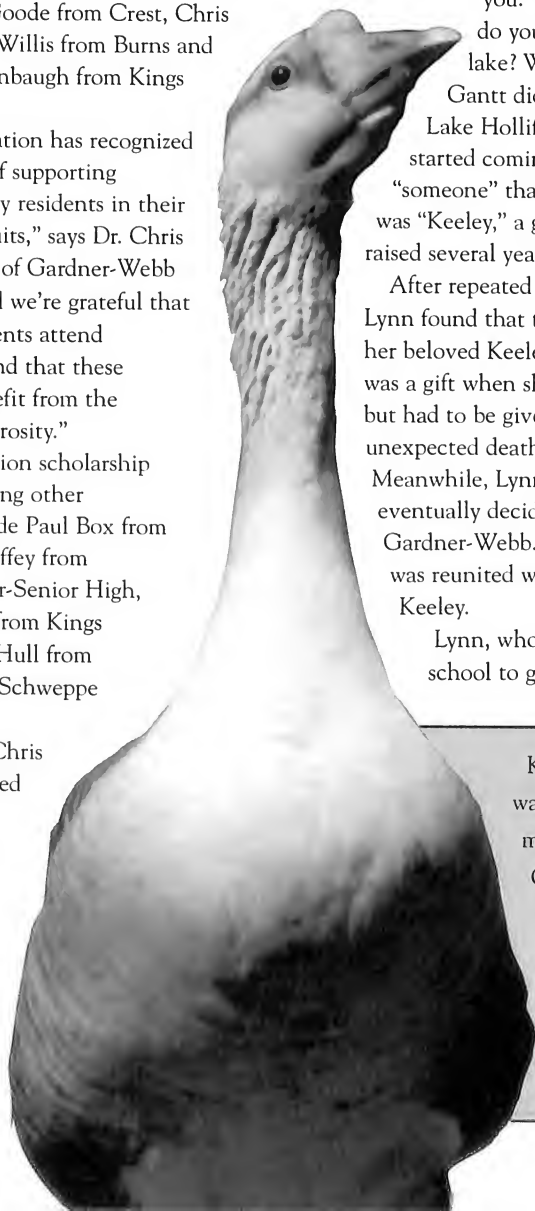 Goode from Crest, Chris
Willis from Burns and
nbaugh from Kings
ation has recognized
f supporting
y residents in their
uits," says Dr. Chris
of Gardner-Webb
d we're grateful that
ents attend
nd that these
efit from the
erosity."
ion scholarship
ng other
de Paul Box from
ffey from
r-Senior High,
from Kings
Hull from
Schweppe
Chris
ed
you.
do you
lake? W
Gantt did
Lake Hollif
started comin
"someone" tha
was "Keeley," a g
raised several yea
After repeated
Lynn found that t
her beloved Keele
was a gift when sh
but had to be give
unexpected death
Meanwhile, Lynn
eventually decid
Gardner-Webb.
was reunited w
Keeley.
Lynn, who
school to g
K
wa
m